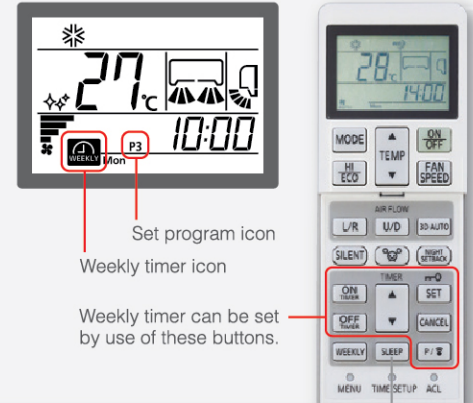 27°C
P3
10:00
WEEKLY
Mon
Set program icon
Weekly timer icon
Weekly timer can be set
by use of these buttons.
28°C
14:00
MODE
TEMP
ON
OFF
HI
ECO
FAN
SPEED
AIR FLOW
L/R
U/D
3D AUTO
SILENT
NIGHT
SETBACK
TIMER
ON
TIMER
SET
OFF
TIMER
CANCEL
WEEKLY
SLEEP
P/
MENU
TIME SETUP
ACL